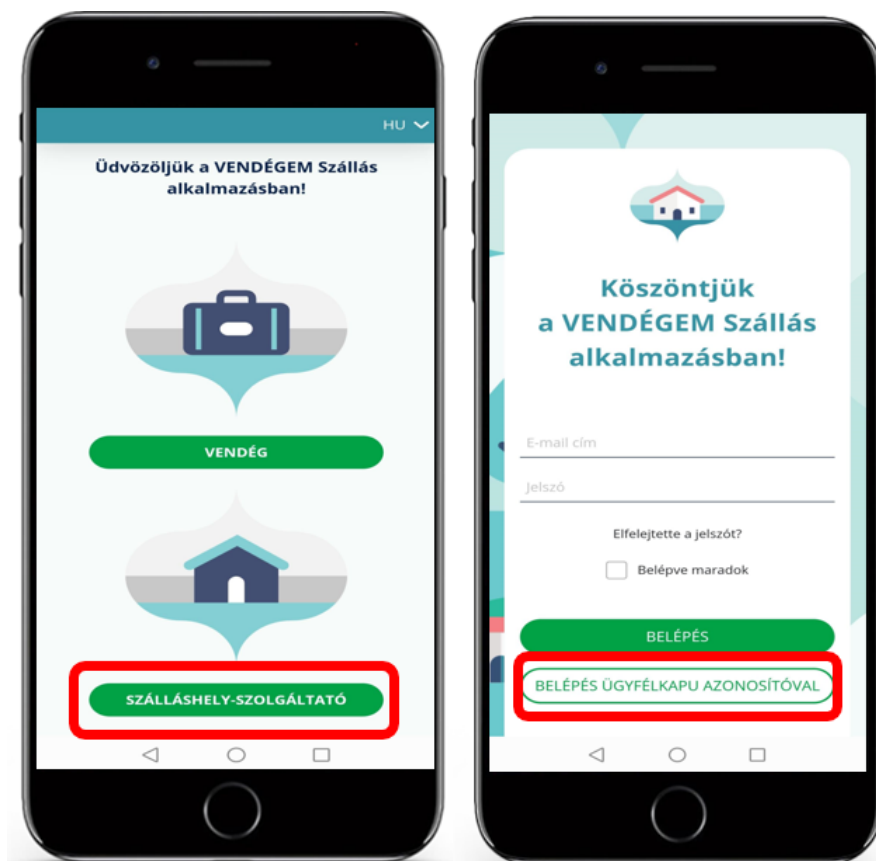 HU
Üdvözöljük a VENDÉGEM Szállás
alkalmazásban!
VENDÉG
SZÁLLÁSHELY-SZOLGÁLTATÓ
Köszöntjük
a VENDÉGEM Szállás
alkalmazásban!
E-mail cím
Jelszó
Elfelejtette a jelszót?
Belépve maradok
BELÉPÉS
BELÉPÉS ÜGYFÉLKAPU AZONOSÍTÓVAL